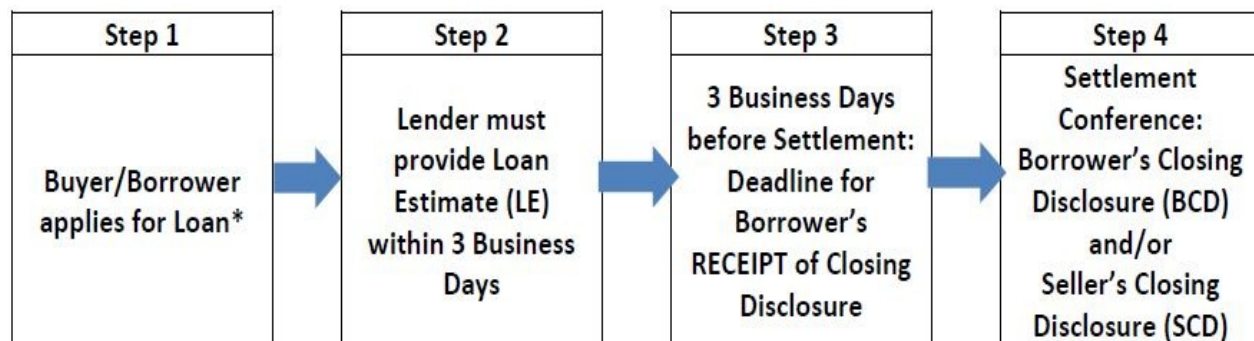 Step 1
Buyer/Borrower
applies for Loan*
Step 2
Lender must
provide Loan
Estimate (LE)
within 3 Business
Days
Step 3
3 Business Days
before Settlement:
Deadline for
Borrower’s
RECEIPT of Closing
Disclosure
Step 4
Settlement
Conference:
Borrower’s Closing
Disclosure (BCD)
and/or
Seller’s Closing
Disclosure (SCD)